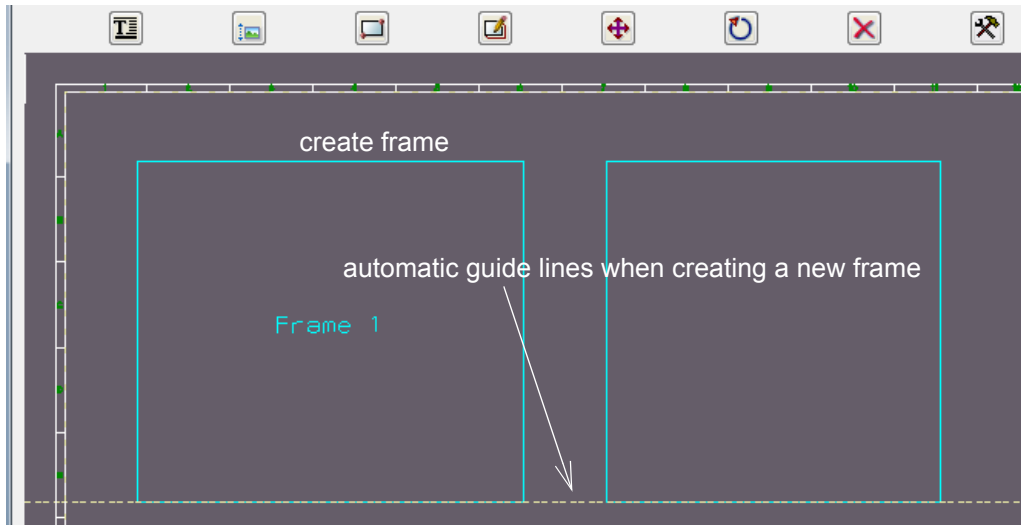 T
create frame
automatic guide lines when creating a new frame
Frame 1
A